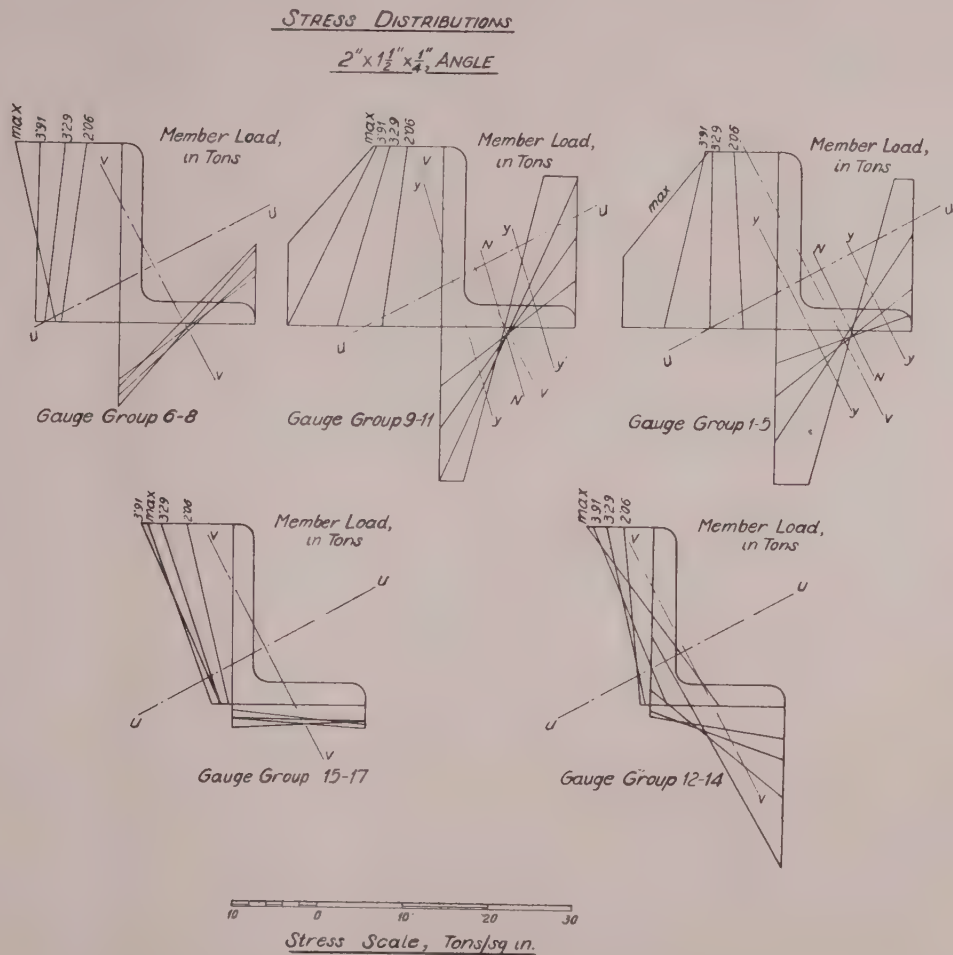 STRESS DISTRIBUTIONS
2" x 1½" x ¼", ANGLE
max 3·91 3·29 2·06
Member Load,
in Tons
V
U
U
V
Gauge Group 6-8
max 3·91 3·29 2·06
Member Load,
in Tons
V
y
U
N
y
U
y
N
V
y
Gauge Group 9-11
3·91 3·29 2·06
Member Load,
in Tons
max
U
N
y
U
y
N
y
V
Gauge Group 1-5
3·91 max 3·29 2·06
Member Load,
in Tons
V
U
U
V
Gauge Group 15-17
max 3·91 3·29 2·06
Member Load,
in Tons
V
U
U
V
Gauge Group 12-14
10 0 10 20 30
Stress Scale, Tons/sq in.